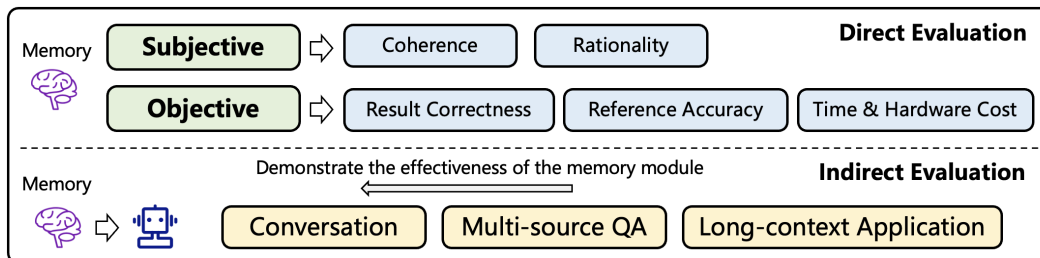 Memory
Subjective
Coherence
Rationality
Direct Evaluation
Objective
Result Correctness
Reference Accuracy
Time & Hardware Cost
Demonstrate the effectiveness of the memory module
Indirect Evaluation
Memory
Conversation
Multi-source QA
Long-context Application